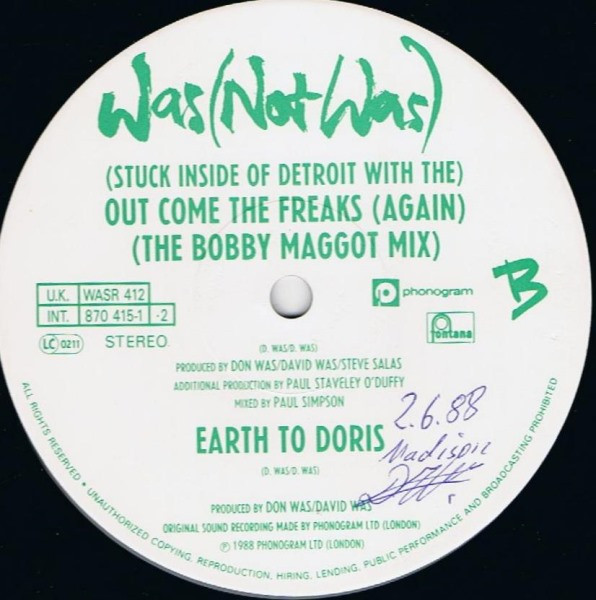 Was (Not Was)
(STUCK INSIDE OF DETROIT WITH THE)
OUT COME THE FREAKS (AGAIN)
(THE BOBBY MAGGOT MIX)
B
U.K. WASR 412
INT. 870 415-1 -2
LC 0211 STEREO
p phonogram
fontana
(D. WAS/D. WAS)
PRODUCED BY DON WAS/DAVID WAS/STEVE SALAS
ADDITIONAL PRODUCTION BY PAUL STAVELEY O'DUFFY
MIXED BY PAUL SIMPSON
2.6.88
EARTH TO DORIS
(D. WAS/D. WAS)
PRODUCED BY DON WAS/DAVID WAS
ORIGINAL SOUND RECORDING MADE BY PHONOGRAM LTD (LONDON)
℗ 1988 PHONOGRAM LTD (LONDON)
ALL RIGHTS RESERVED • UNAUTHORIZED COPYING, REPRODUCTION, HIRING, LENDING, PUBLIC PERFORMANCE AND BROADCASTING PROHIBITED